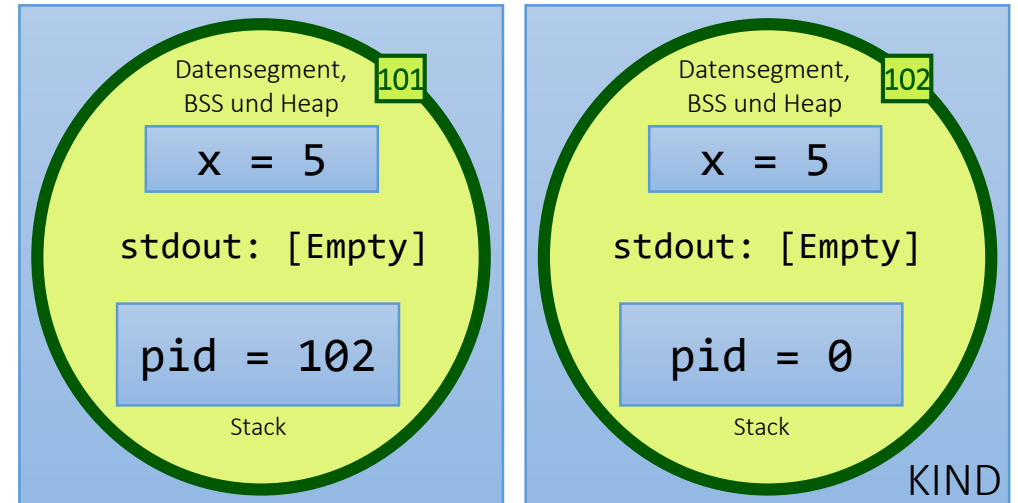 Datensegment,
BSS und Heap
101
x = 5
stdout: [Empty]
pid = 102
Stack
Datensegment,
BSS und Heap
102
x = 5
stdout: [Empty]
pid = 0
Stack
KIND